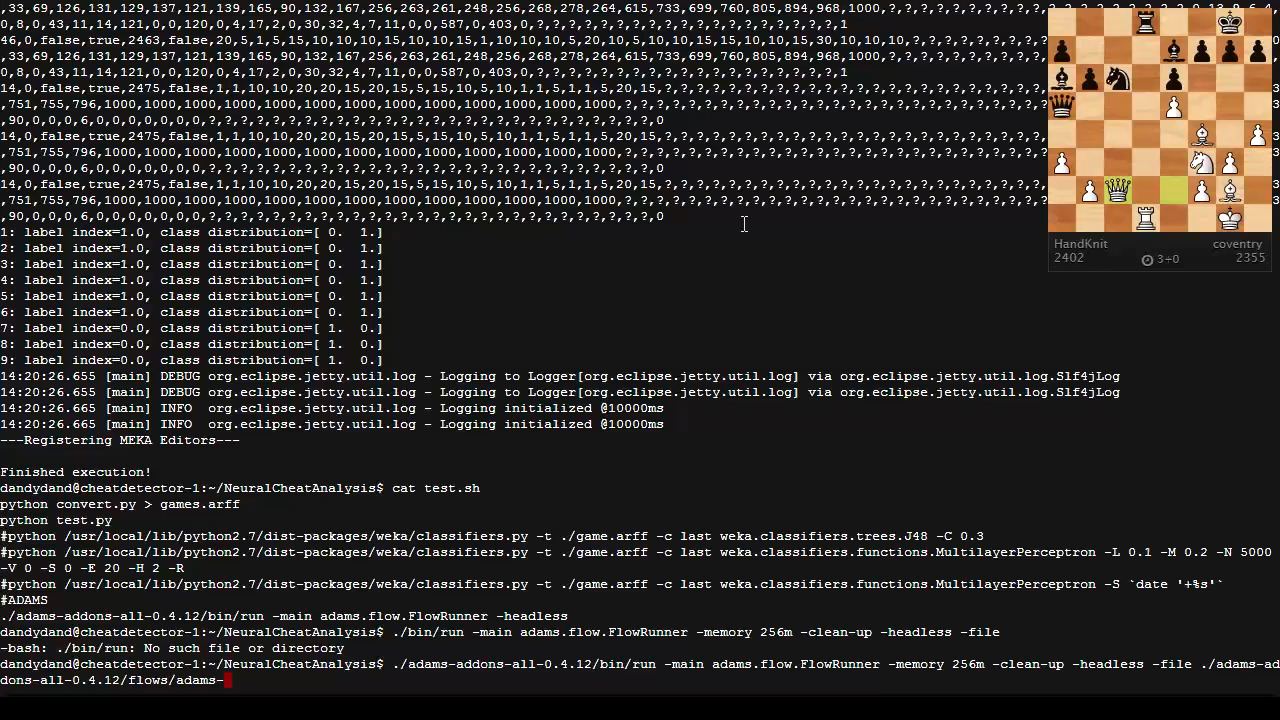 ,33,69,126,131,129,137,121,139,165,90,132,167,256,263,261,248,256,268,278,264,615,733,699,760,805,894,968,1000,?,?,?,?,?,?,?,?,?,
0,8,0,43,11,14,121,0,0,4,17,2,0,30,32,4,7,11,0,0,587,0,403,0,?,?,?,?,?,?,?,?,?,?,?,?,?,?,?,?,1
46,0,false,true,2463,false,20,5,1,5,15,10,10,15,10,10,15,1,10,10,10,5,20,10,5,10,10,15,15,10,10,15,30,10,10,10,?,?,?,?,?,?,?,?,?,
,33,69,126,131,129,137,121,139,165,90,132,167,256,263,261,248,256,268,278,264,615,733,699,760,805,894,968,1000,?,?,?,?,?,?,?,?,?,
0,8,0,43,11,14,121,0,0,4,17,2,0,30,32,4,7,11,0,0,587,0,403,0,?,?,?,?,?,?,?,?,?,?,?,?,?,?,?,?,1
14,0,false,true,2475,false,1,1,10,10,20,20,15,20,15,5,15,10,5,10,1,1,5,1,1,5,20,15,
,751,755,796,1000,1000,1000,1000,1000,1000,1000,1000,1000,1000,
,90,0,0,0,6,0,0,0,0,0,0,0,0,
14,0,false,true,2475,false,1,1,10,10,20,20,15,20,15,5,15,10,5,10,1,1,5,1,1,5,20,15,
,751,755,796,1000,1000,1000,1000,1000,1000,1000,1000,1000,1000,
,90,0,0,0,6,0,0,0,0,0,0,0,0,
14,0,false,true,2475,false,1,1,10,10,20,20,15,20,15,5,15,10,5,10,1,1,5,1,1,5,20,15,
,751,755,796,1000,1000,1000,1000,1000,1000,1000,1000,1000,1000,
,90,0,0,0,6,0,0,0,0,0,0,0,0,
1: label index=1.0, class distribution=[ 0.  1.]
2: label index=1.0, class distribution=[ 0.  1.]
3: label index=1.0, class distribution=[ 0.  1.]
4: label index=1.0, class distribution=[ 0.  1.]
5: label index=1.0, class distribution=[ 0.  1.]
6: label index=1.0, class distribution=[ 0.  1.]
7: label index=0.0, class distribution=[ 1.  0.]
8: label index=0.0, class distribution=[ 1.  0.]
9: label index=0.0, class distribution=[ 1.  0.]
HandKnit coventry
2402 3+0 2355
14:20:26.655 [main] DEBUG org.eclipse.jetty.util.log - Logging to Logger[org.eclipse.jetty.util.log] via org.eclipse.jetty.util.log.Slf4jLog
14:20:26.655 [main] DEBUG org.eclipse.jetty.util.log - Logging to Logger[org.eclipse.jetty.util.log] via org.eclipse.jetty.util.log.Slf4jLog
14:20:26.665 [main] INFO  org.eclipse.jetty.util.log - Logging initialized @10000ms
14:20:26.665 [main] INFO  org.eclipse.jetty.util.log - Logging initialized @10000ms
---Registering MEKA Editors---
Finished execution!
dandydand@cheatdetector-1:~/NeuralCheatAnalysis$ cat test.sh
python convert.py > games.arff
python test.py
#python /usr/local/lib/python2.7/dist-packages/weka/classifiers.py -t ./game.arff -c last weka.classifiers.trees.J48 -C 0.3
#python /usr/local/lib/python2.7/dist-packages/weka/classifiers.py -t ./game.arff -c last weka.classifiers.functions.MultilayerPerceptron -L 0.1 -M 0.2 -N 5000
-V 0 -S 0 -E 20 -H 2 -R
#python /usr/local/lib/python2.7/dist-packages/weka/classifiers.py -t ./game.arff -c last weka.classifiers.functions.MultilayerPerceptron -S `date '+%s'`
#ADAMS
./adams-addons-all-0.4.12/bin/run -main adams.flow.FlowRunner -headless
dandydand@cheatdetector-1:~/NeuralCheatAnalysis$ ./bin/run -main adams.flow.FlowRunner -memory 256m -clean-up -headless -file
-bash: ./bin/run: No such file or directory
dandydand@cheatdetector-1:~/NeuralCheatAnalysis$ ./adams-addons-all-0.4.12/bin/run -main adams.flow.FlowRunner -memory 256m -clean-up -headless -file ./adams-ad
dons-all-0.4.12/flows/adams-